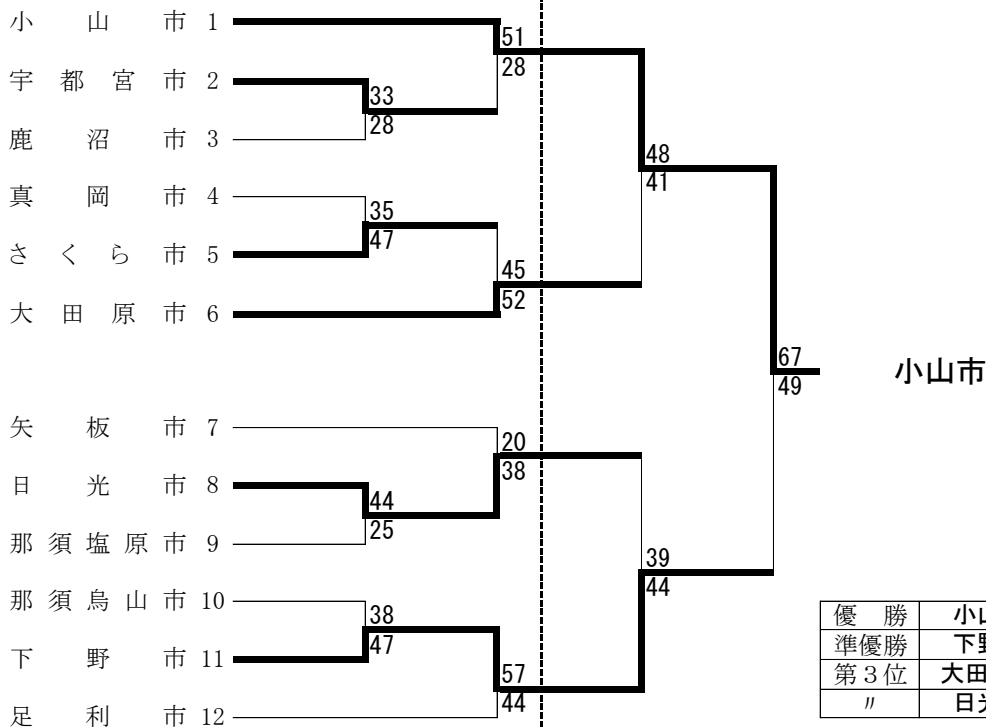 小山市 1
51
宇都宮市 2
28
33
鹿沼市 3
28
48
41
真岡市 4
35
さくら市 5
47
45
大田原市 6
52
67
小山市
49
矢板市 7
20
38
日光市 8
44
25
那須塩原市 9
39
44
那須烏山市 10
38
下野市 11
47
57
44
足利市 12
優勝 小山
準優勝 下野
第3位 大田
〃 日光